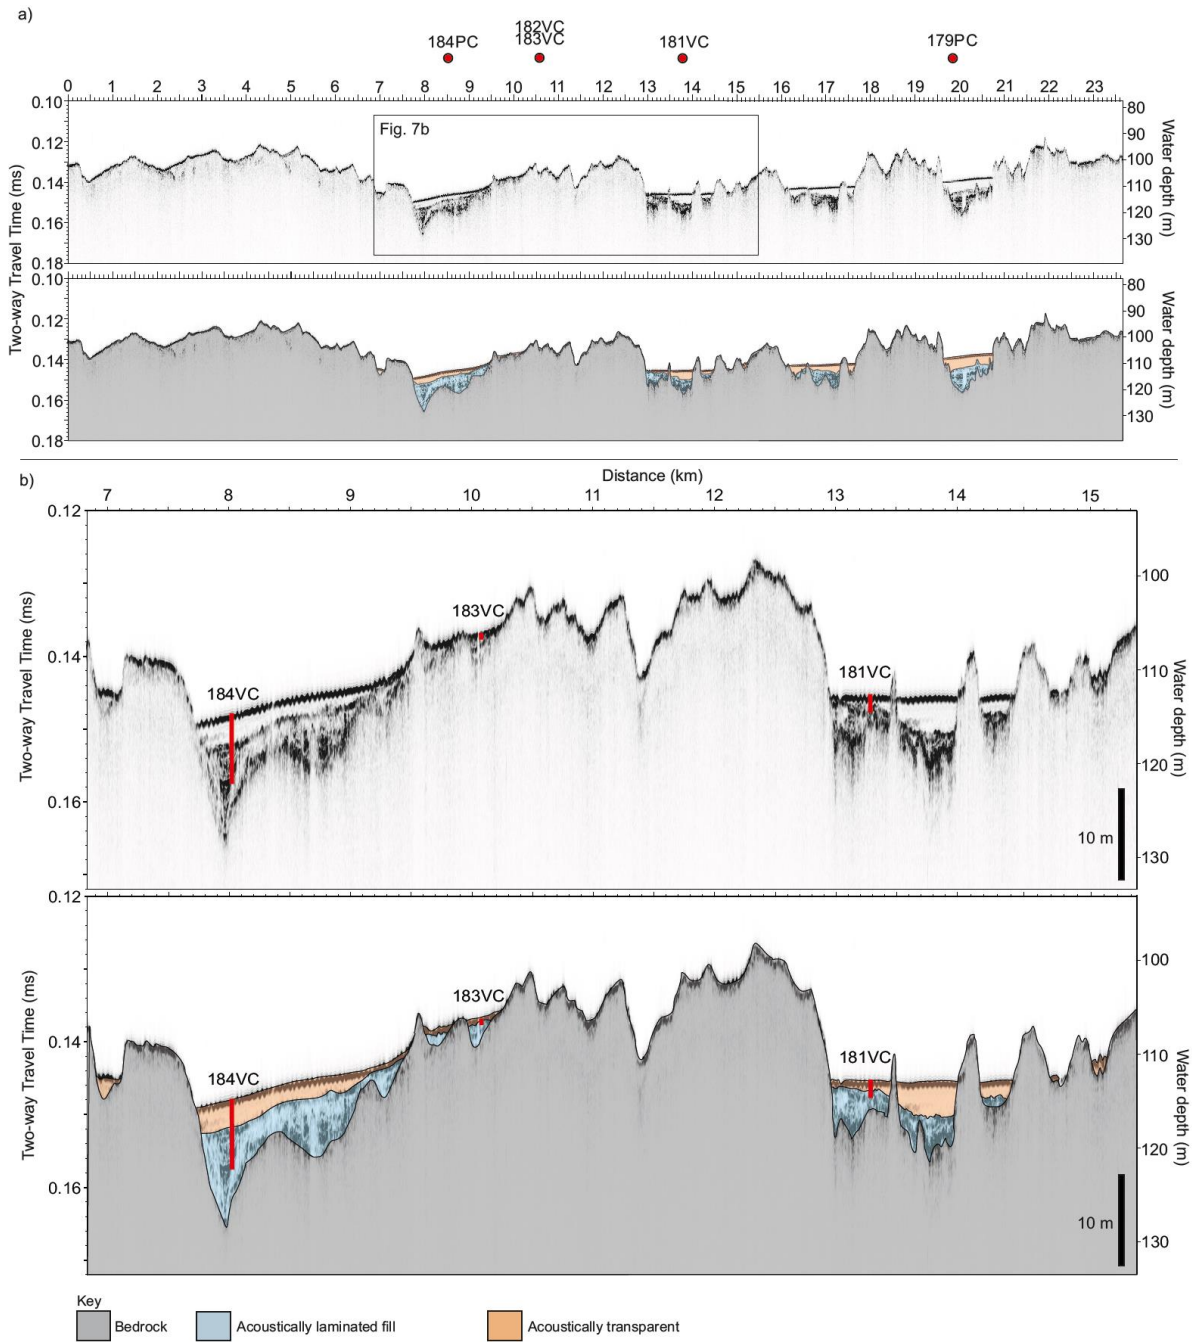 a)
182VC
184PC 183VC 181VC 179PC
0 1 2 3 4 5 6 7 8 9 10 11 12 13 14 15 16 17 18 19 20 21 22 23
0.10 80
Fig. 7b
90
0.12
100
0.14
110
0.16
120
130
0.18
Two-way Travel Time (ms)
Water depth (m)
0.10 80
90
0.12
100
0.14
110
120
0.16
130
0.18
Water depth (m)
b)
Distance (km)
7 8 9 10 11 12 13 14 15
0.12
100
183VC
0.14
181VC
110
184VC
120
0.16
10 m
130
Two-way Travel Time (ms)
Water depth (m)
0.12
100
183VC
0.14
181VC
110
184VC
120
0.16
10 m
130
Two-way Travel Time (ms)
Water depth (m)
Key
Bedrock Acoustically laminated fill Acoustically transparent